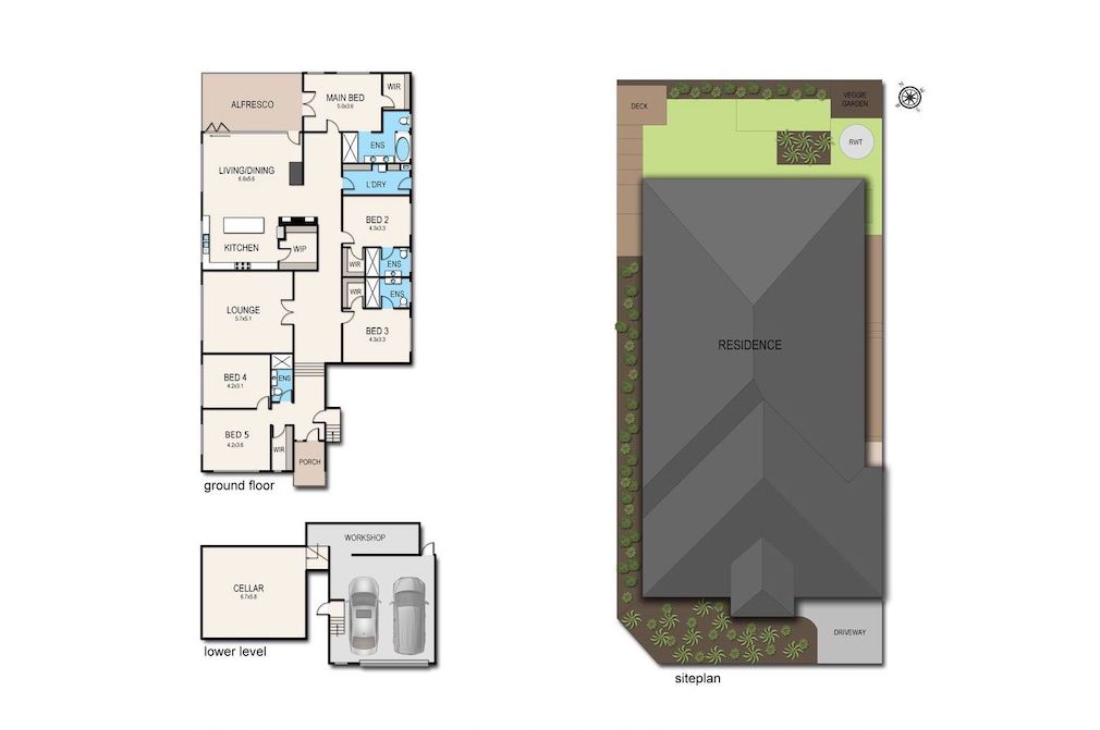 ALFRESCO
MAIN BED
5.0x3.6
WIR
ENS
LIVING/DINING
6.6x5.6
L'DRY
BED 2
4.3x3.3
KITCHEN
WIP
WIR
ENS
WIR
ENS
LOUNGE
5.7x5.1
BED 3
4.3x3.3
BED 4
4.2x3.1
ENS
BED 5
4.2x3.6
WIR
PORCH
ground floor
WORKSHOP
CELLAR
6.7x5.8
lower level
DECK
VEGGIE
GARDEN
RWT
RESIDENCE
DRIVEWAY
siteplan